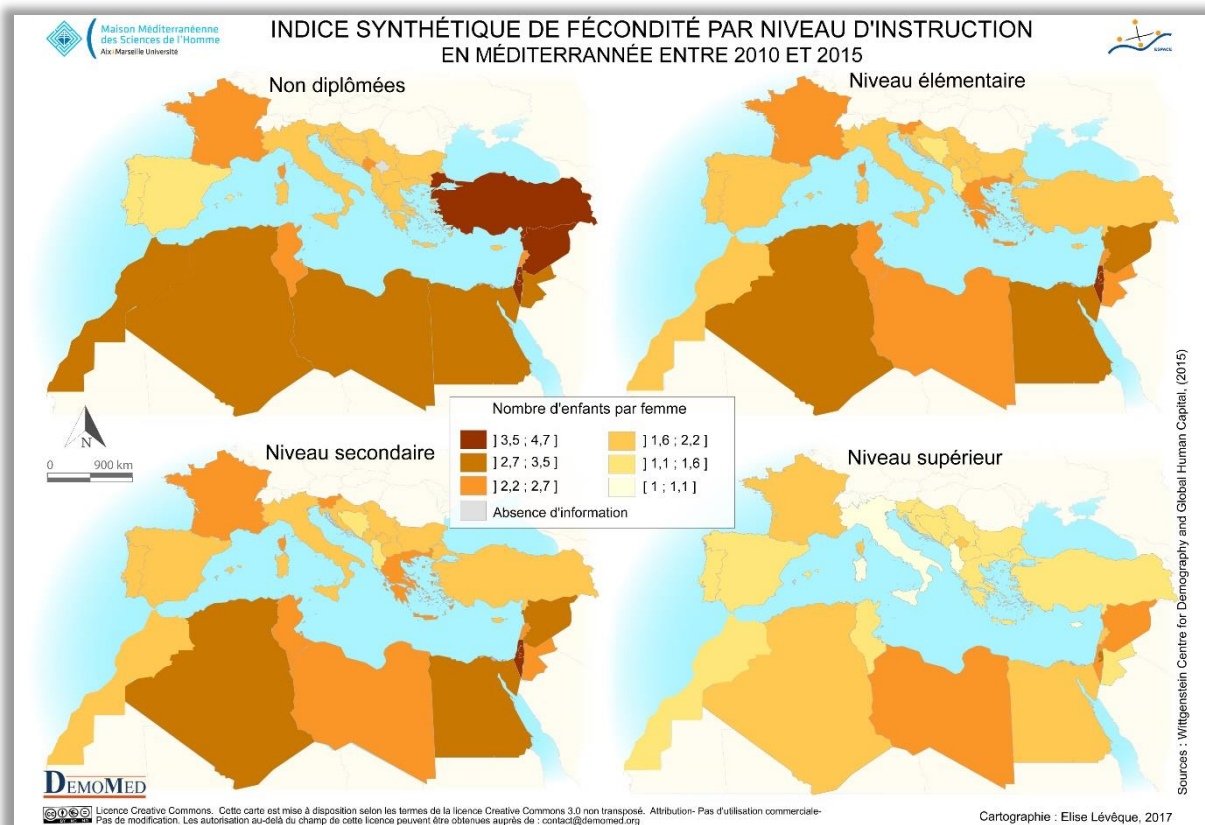 Maison Méditerranéenne
des Sciences de l'Homme
Aix*Marseille Université
INDICE SYNTHÉTIQUE DE FÉCONDITÉ PAR NIVEAU D'INSTRUCTION
EN MÉDITERRANNÉE ENTRE 2010 ET 2015
ESPACE
Non diplômées
Niveau élémentaire
N
0 900 km
Nombre d'enfants par femme
] 3,5 ; 4,7 ] ] 1,6 ; 2,2 ]
] 2,7 ; 3,5 ] ] 1,1 ; 1,6 ]
] 2,2 ; 2,7 ] [ 1 ; 1,1 ]
Absence d'information
Niveau secondaire
Niveau supérieur
Sources : Wittgenstein Centre for Demography and Global Human Capital, (2015)
DEMOMED
Licence Creative Commons. Cette carte est mise à disposition selon les termes de la licence Creative Commons 3.0 non transposé. Attribution- Pas d'utilisation commerciale-
Pas de modification. Les autorisation au-delà du champ de cette licence peuvent être obtenues auprès de : contact@demomed.org
Cartographie : Elise Lévêque, 2017